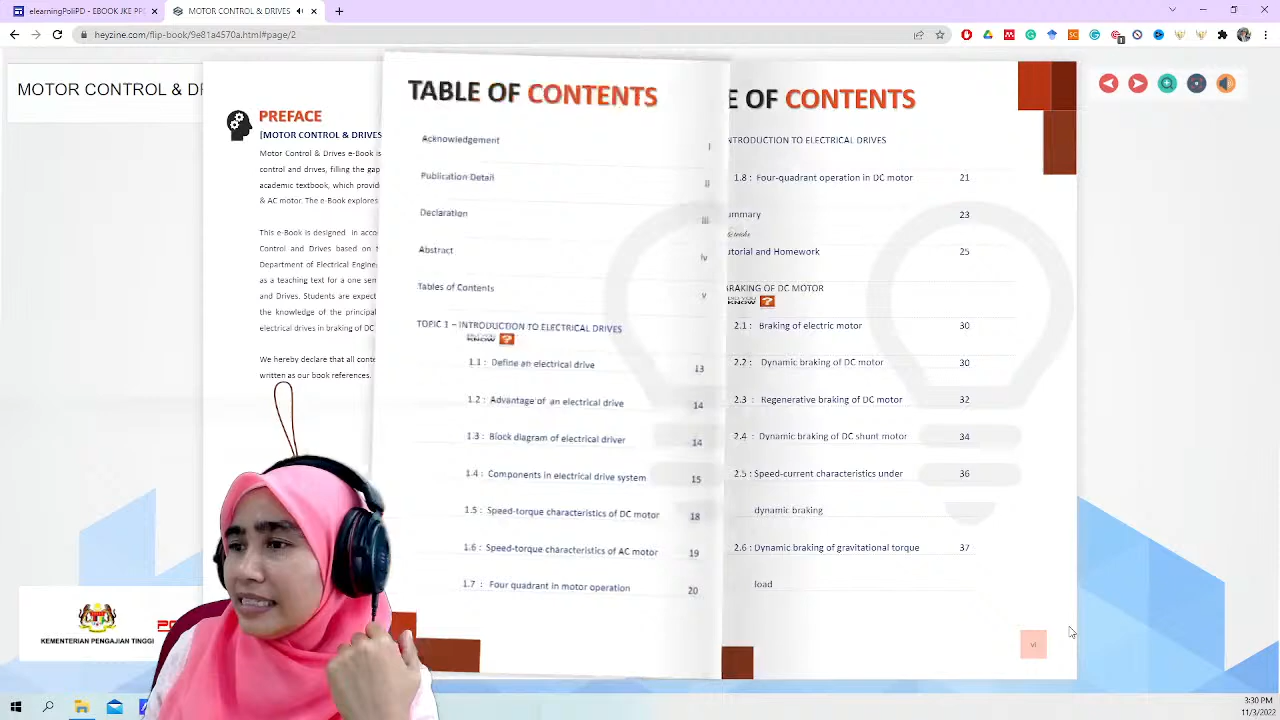 elearningPoliPD - EBOOK JKE PPD
MOTOR CONTROL & DRIVES
heyzine.com/flip-book/9e81a4570a.html#page/2
MOTOR CONTROL & DR
PREFACE
[MOTOR CONTROL & DRIVES
Motor Control & Drives e-Book is
control and drives, filling the gap
academic textbook, which provid
& AC motor. The e-Book explores
This e-Book is designed in acco
Control and Drives based on t
Department of Electrical Engine
as a teaching text for a one sem
and Drives. Students are expect
the knowledge of the principal
electrical drives in braking of DC
We hereby declare that all conte
written as our book references.
TABLE OF CONTENTS
Acknowledgement i
Publication Detail ii
Declaration iii
Abstract iv
Tables of Contents v
TOPIC 1 – INTRODUCTION TO ELECTRICAL DRIVES
KNOW ?
1.1 : Define an electrical drive 13
1.2 : Advantage of an electrical drive 14
1.3 : Block diagram of electrical driver 14
1.4 : Components in electrical drive system 15
1.5 : Speed-torque characteristics of DC motor 18
1.6 : Speed-torque characteristics of AC motor 19
1.7 : Four quadrant in motor operation 20
E OF CONTENTS
NTRODUCTION TO ELECTRICAL DRIVES
1.8 : Four-quadrant operation in DC motor 21
ummary 23
utorial and Homework 25
BRAKING OF DC MOTOR
DID YOU
KNOW ?
2.1 : Braking of electric motor 30
2.2 : Dynamic braking of DC motor 30
2.3 : Regenerative braking of DC motor 32
2.4 : Dynamic braking of DC shunt motor 34
2.5 : Speed-current characteristics under 36
dynamic braking
2.6 : Dynamic braking of gravitational torque 37
load
vi
KEMENTERIAN PENGAJIAN TINGGI
3:30 PM
11/3/2022